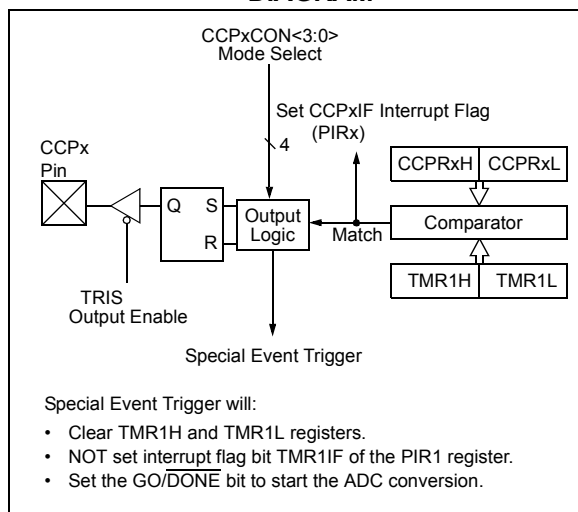 DIAGRAM
CCPxCON<3:0>
Mode Select
Set CCPxIF Interrupt Flag
(PIRx)
4
CCPx
Pin
CCPRxH CCPRxL
Q S
R
Output
Logic
Match
Comparator
TMR1H TMR1L
TRIS
Output Enable
Special Event Trigger
Special Event Trigger will:
• Clear TMR1H and TMR1L registers.
• NOT set interrupt flag bit TMR1IF of the PIR1 register.
• Set the GO/DONE bit to start the ADC conversion.